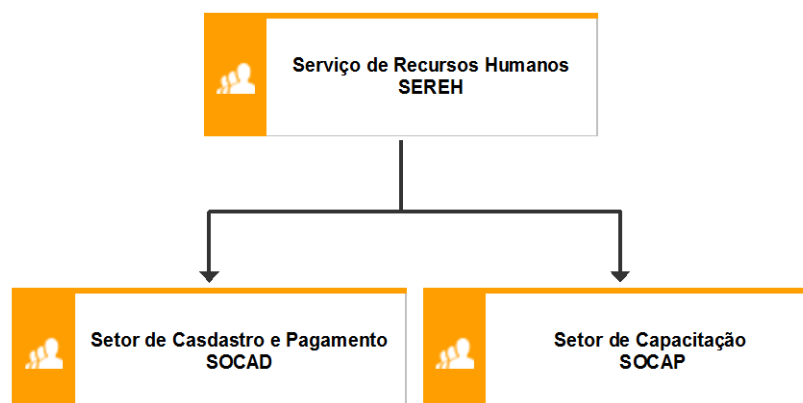 Serviço de Recursos Humanos
SEREH
Setor de Casdastro e Pagamento
SOCAD
Setor de Capacitação
SOCAP